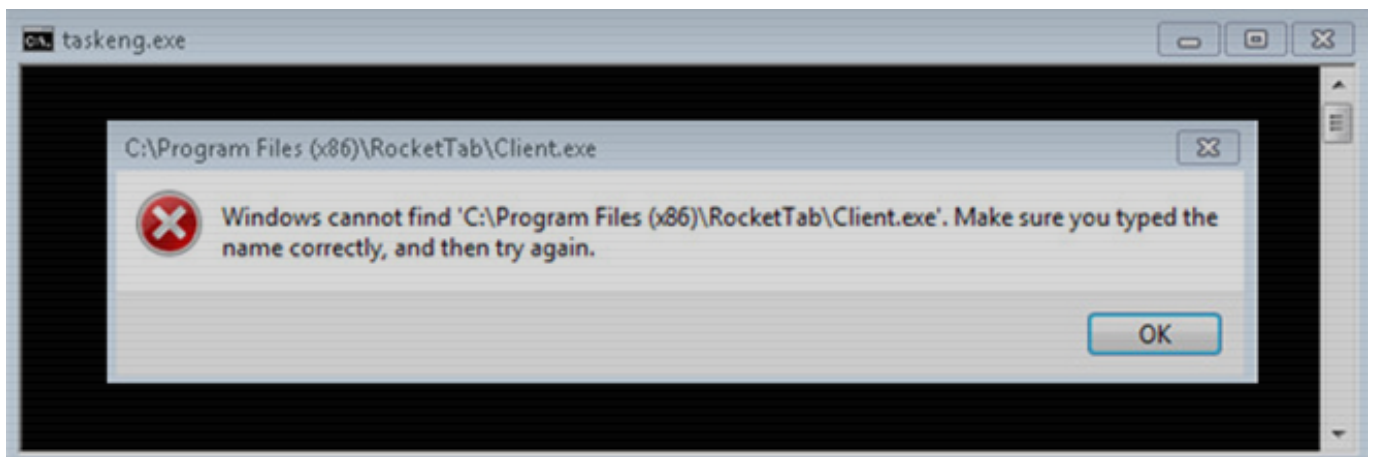 taskeng.exe
C:\Program Files (x86)\RocketTab\Client.exe
Windows cannot find 'C:\Program Files (x86)\RocketTab\Client.exe'. Make sure you typed the
name correctly, and then try again.
OK